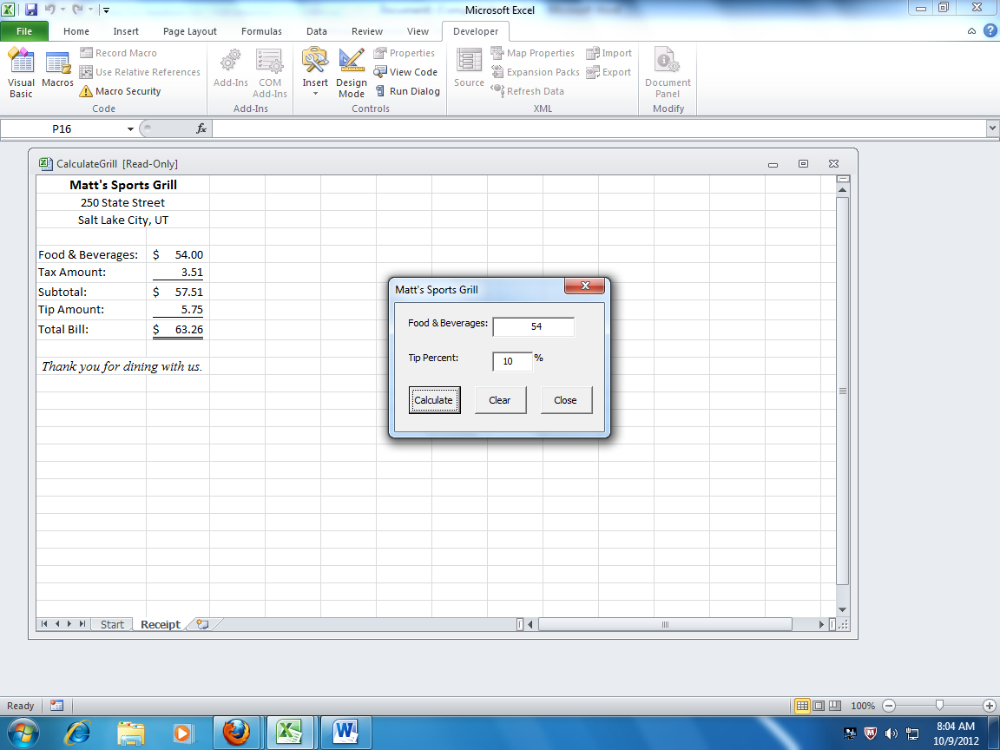 Microsoft Excel
File Home Insert Page Layout Formulas Data Review View Developer
Visual Basic
Macros
Record Macro
Use Relative References
Macro Security
Code
Add-Ins
COM Add-Ins
Add-Ins
Insert
Design Mode
Properties
View Code
Run Dialog
Controls
Source
Map Properties
Expansion Packs
Refresh Data
Import
Export
XML
Document Panel
Modify
P16 fx
CalculateGrill [Read-Only]
Matt's Sports Grill
250 State Street
Salt Lake City, UT
Food & Beverages: $ 54.00
Tax Amount: 3.51
Subtotal: $ 57.51
Tip Amount: 5.75
Total Bill: $ 63.26
Thank you for dining with us.
Matt's Sports Grill
Food & Beverages: 54
Tip Percent: 10 %
Calculate Clear Close
Start Receipt
Ready 100%
8:04 AM
10/9/2012